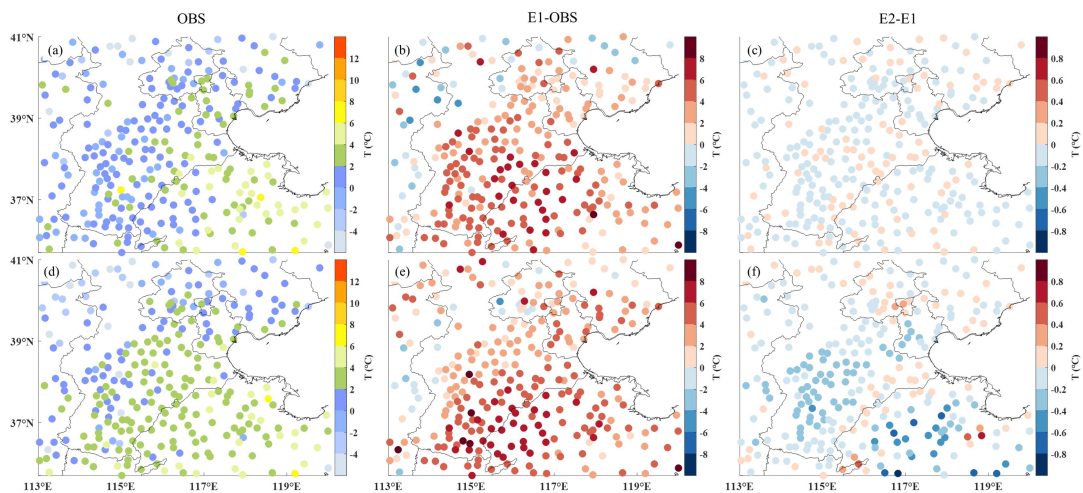 OBS E1-OBS E2-E1
41°N (a) 12 10 8 6 4 2 0 -2 -4 T (°C)
39°N
37°N
(b) 8 6 4 2 0 -2 -4 -6 -8 T (°C)
(c) 0.8 0.6 0.4 0.2 0 -0.2 -0.4 -0.6 -0.8 T (°C)
41°N (d) 12 10 8 6 4 2 0 -2 -4 T (°C)
39°N
37°N
(e) 8 6 4 2 0 -2 -4 -6 -8 T (°C)
(f) 0.8 0.6 0.4 0.2 0 -0.2 -0.4 -0.6 -0.8 T (°C)
113°E 115°E 117°E 119°E 113°E 115°E 117°E 119°E 113°E 115°E 117°E 119°E